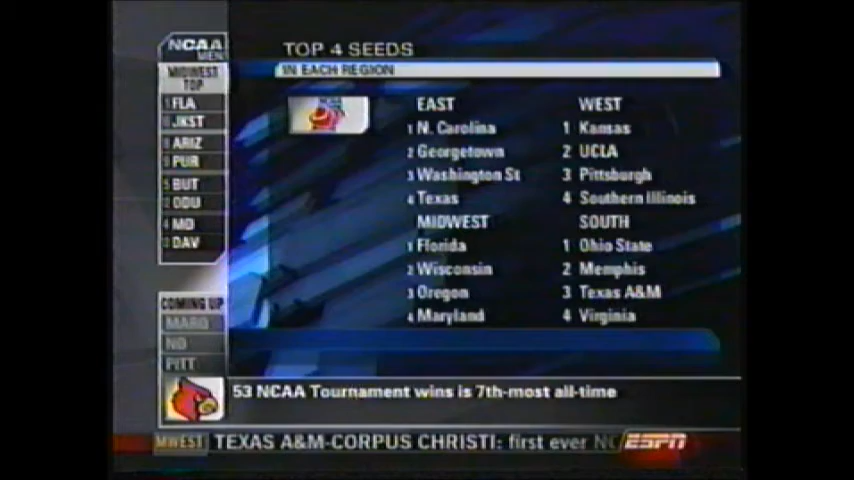 NCAA
MEN
MIDWEST
TOP
1 FLA
JKST
8 ARIZ
9 PUR
5 BUT
12 ODU
4 MD
13 DAV
COMING UP
MARQ
ND
PITT
TOP 4 SEEDS
IN EACH REGION
EAST
1 N. Carolina
2 Georgetown
3 Washington St
4 Texas
WEST
1 Kansas
2 UCLA
3 Pittsburgh
4 Southern Illinois
MIDWEST
1 Florida
2 Wisconsin
3 Oregon
4 Maryland
SOUTH
1 Ohio State
2 Memphis
3 Texas A&M
4 Virginia
53 NCAA Tournament wins is 7th-most all-time
MWEST TEXAS A&M-CORPUS CHRISTI: first ever NC
ESPN